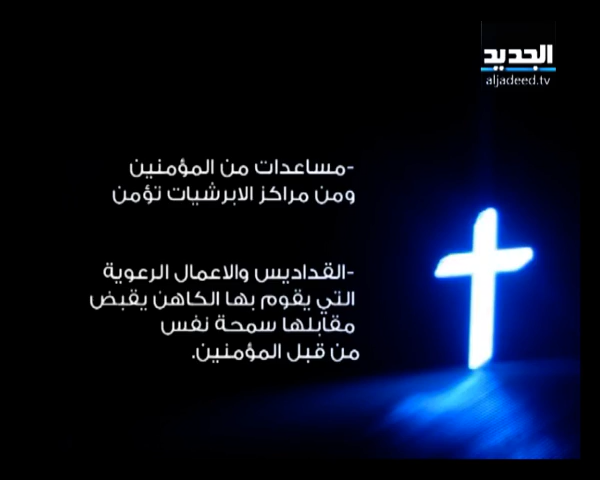 الجديد
aljadeed.tv
-مساعدات من المؤمنين
ومن مراكز الابرشيات تؤمن
-القداديس والاعمال الرعوية
التي يقوم بها الكاهن يقبض
مقابلها سمحة نفس
من قبل المؤمنين.